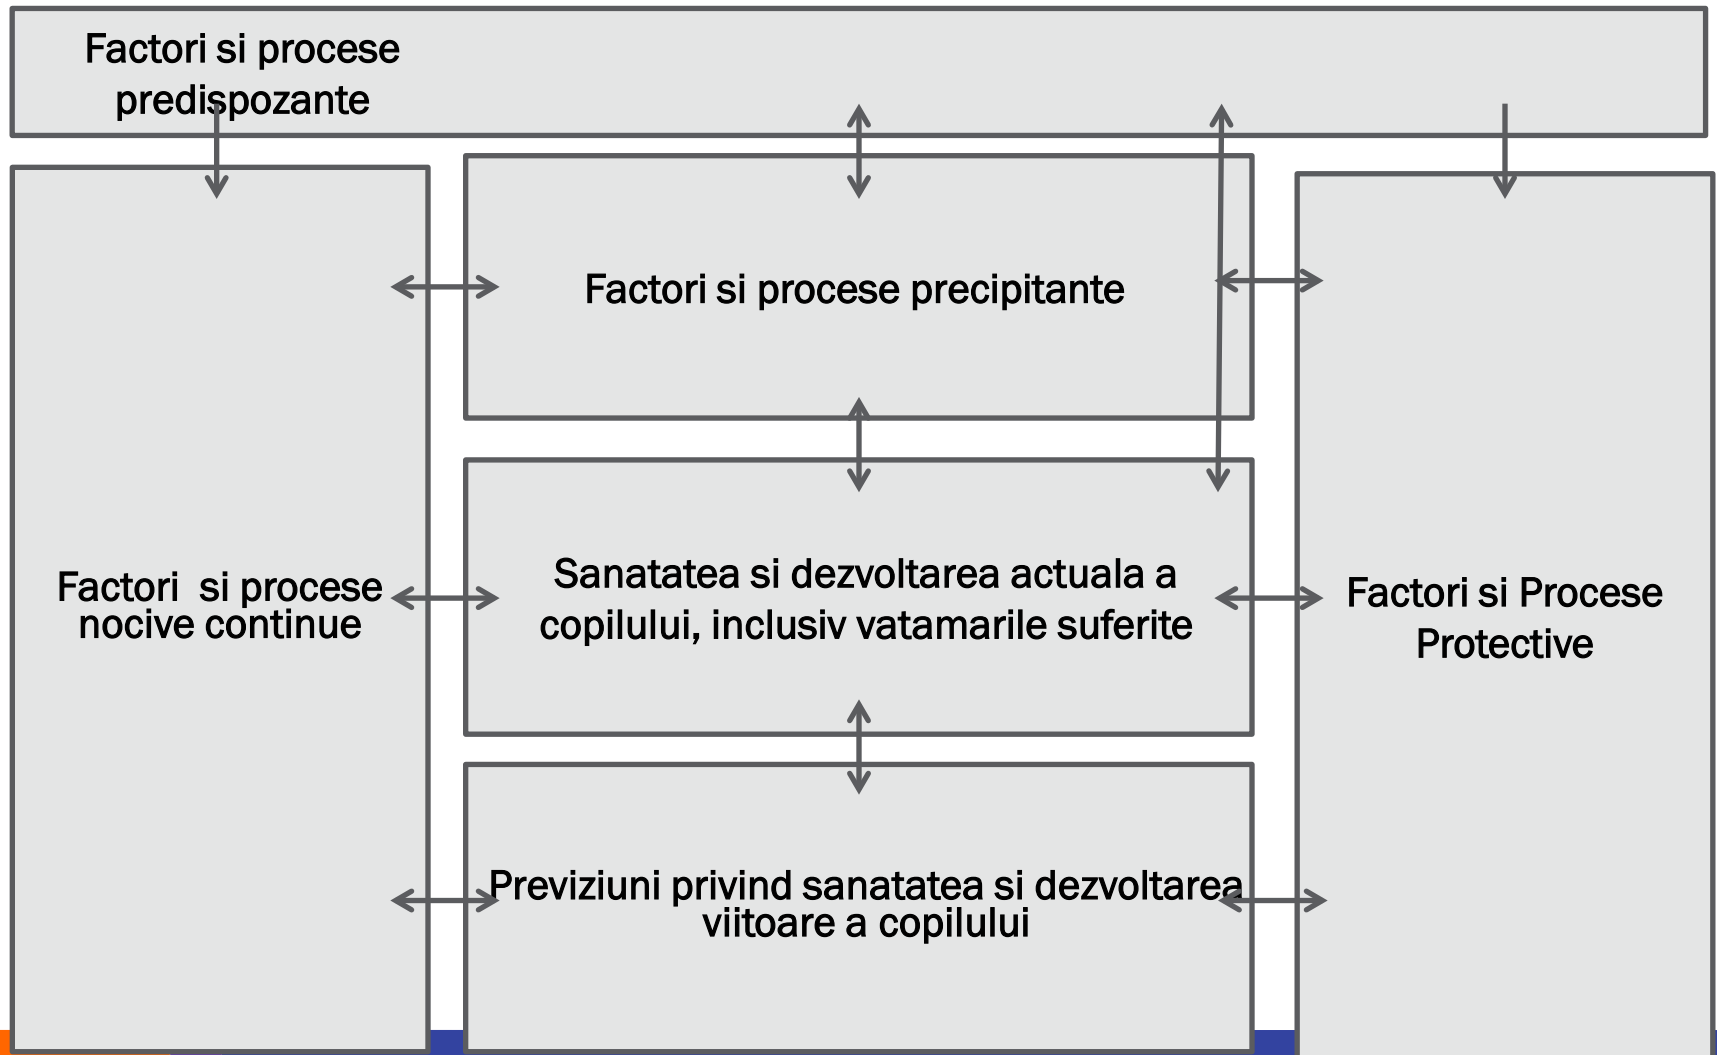 Factori si procese
predispozante
Factori si procese precipitante
Factori  si procese
nocive continue
Sanatatea si dezvoltarea actuala a
copilului, inclusiv vatamarile suferite
Factori si Procese
Protective
Previziuni privind sanatatea si dezvoltarea
viitoare a copilului